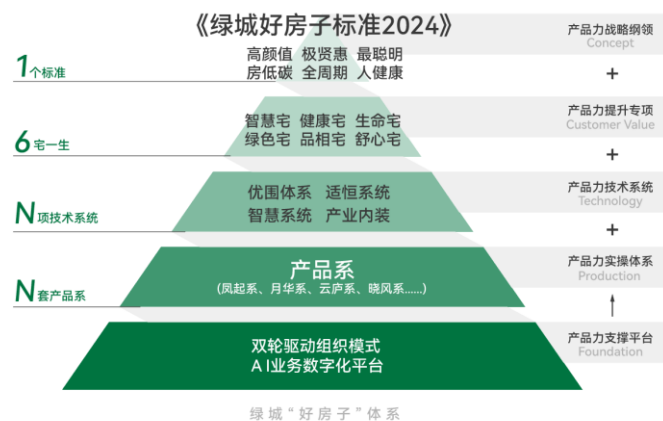 《绿城好房子标准2024》
高颜值 极贤惠 最聪明
房低碳 全周期 人健康
1个标准
产品力战略纲领
Concept
+
智慧宅 健康宅 生命宅
绿色宅 品相宅 舒心宅
6宅一生
产品力提升专项
Customer Value
+
优围体系 适恒系统
智慧系统 产业内装
N项技术系统
产品力技术系统
Technology
+
产品系
(凤起系、月华系、云庐系、晓风系......)
N套产品系
产品力实操体系
Production
↑
双轮驱动组织模式
AI业务数字化平台
产品力支撑平台
Foundation
绿城“好房子”体系